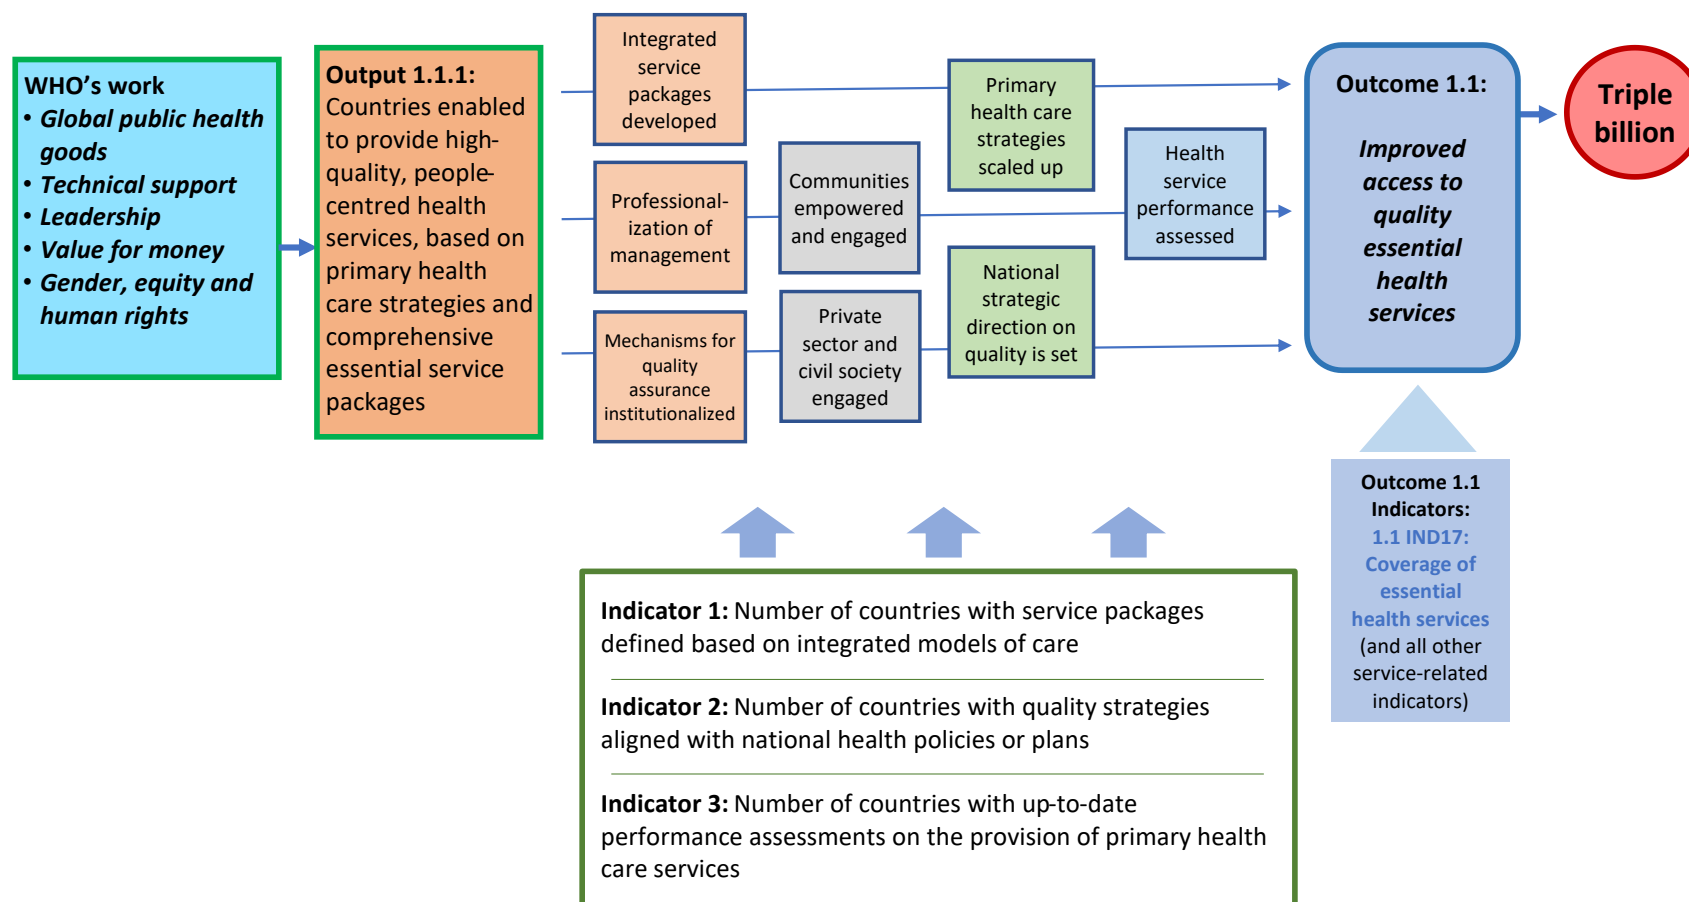 WHO’s work
• Global public health
goods
• Technical support
• Leadership
• Value for money
• Gender, equity and
human rights
Output 1.1.1:
Countries enabled
to provide high-
quality, people-
centred health
services, based on
primary health
care strategies and
comprehensive
essential service
packages
Integrated
service
packages
developed
Professional-
ization of
management
Mechanisms for
quality
assurance
institutionalized
Communities
empowered
and engaged
Private
sector and
civil society
engaged
Primary
health care
strategies
scaled up
National
strategic
direction on
quality is set
Health
service
performance
assessed
Outcome 1.1:
Improved
access to
quality
essential
health
services
Triple
billion
Outcome 1.1
Indicators:
1.1 IND17:
Coverage of
essential
health services
(and all other
service-related
indicators)
Indicator 1: Number of countries with service packages
defined based on integrated models of care
Indicator 2: Number of countries with quality strategies
aligned with national health policies or plans
Indicator 3: Number of countries with up-to-date
performance assessments on the provision of primary health
care services